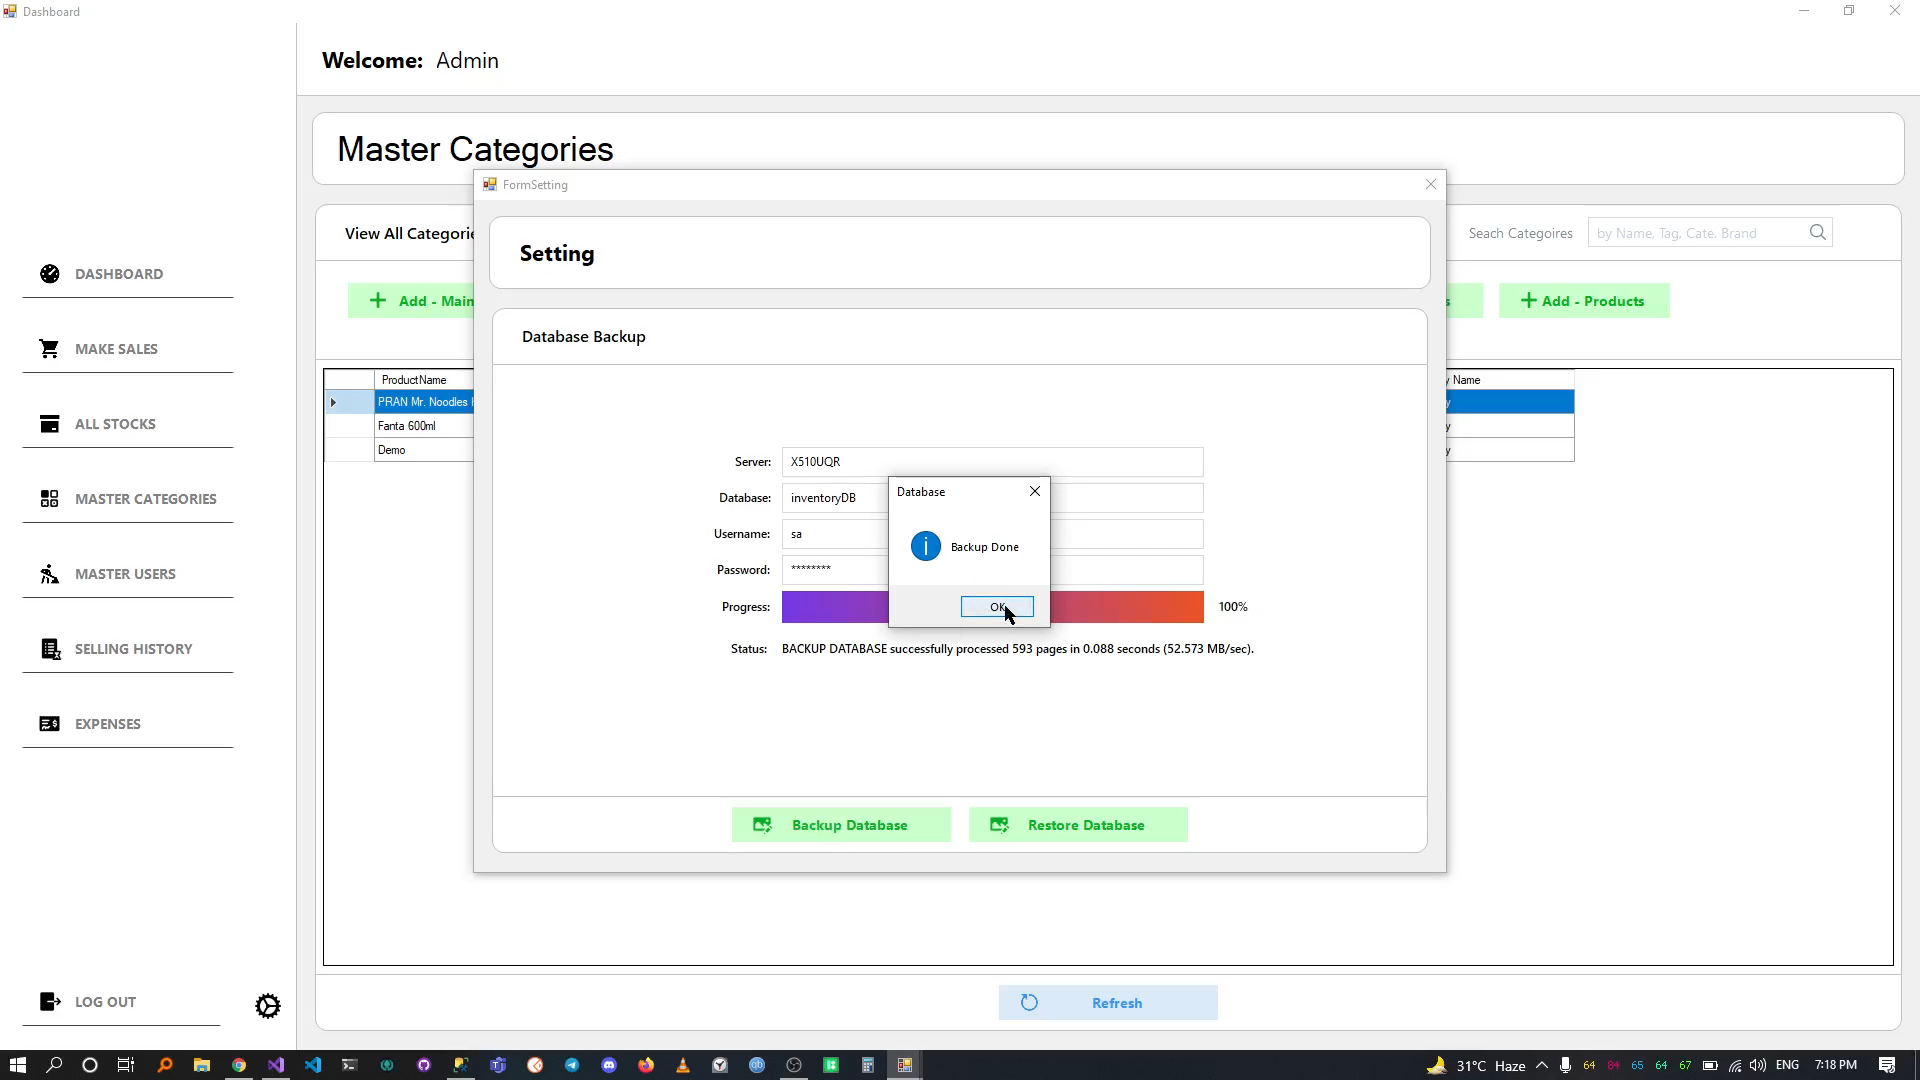 Dashboard
Welcome: Admin
Master Categories
FormSetting
View All Categorie
Seach Categoires
by Name, Tag, Cate. Brand
Setting
DASHBOARD
Add - Main
s
Add - Products
MAKE SALES
Database Backup
ProductName
y Name
PRAN Mr. Noodles
y
Fanta 600ml
y
ALL STOCKS
Demo
y
Server: X510UQR
Database: inventoryDB
Database
MASTER CATEGORIES
Username: sa
i
Backup Done
Password: ********
MASTER USERS
Progress:
OK
100%
SELLING HISTORY
Status: BACKUP DATABASE successfully processed 593 pages in 0.088 seconds (52.573 MB/sec).
EXPENSES
Backup Database
Restore Database
LOG OUT
Refresh
31°C Haze
64 84 65 64 67
ENG
7:18 PM